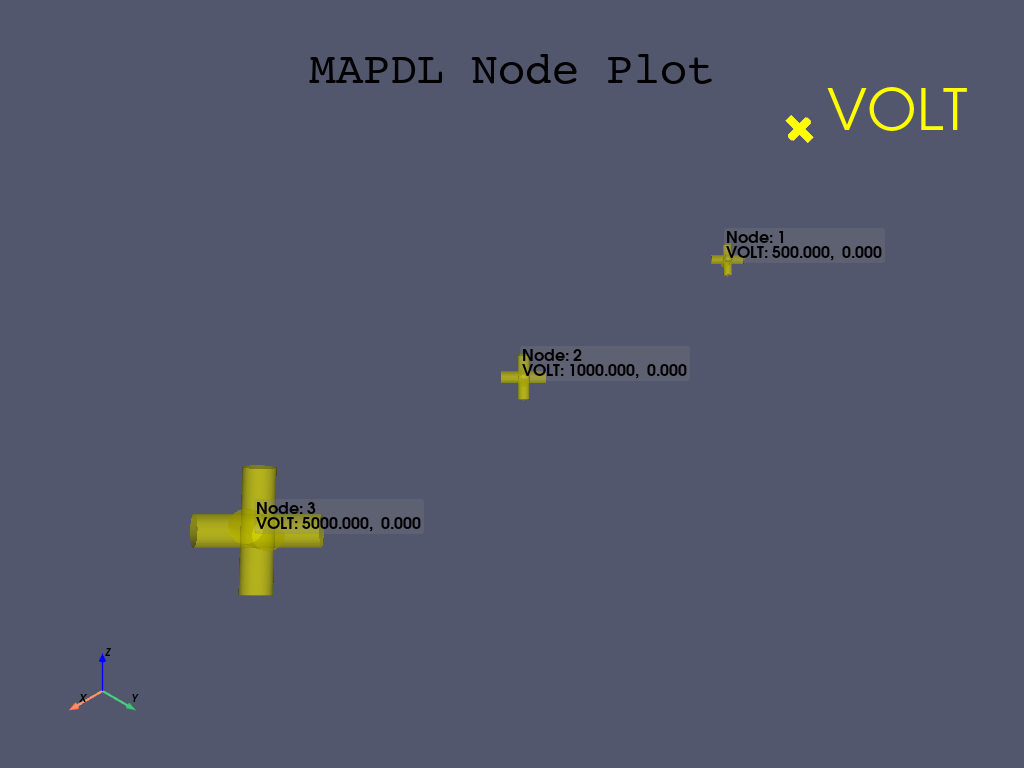 MAPDL Node Plot
VOLT
Node: 1
VOLT: 500.000, 0.000
Node: 2
VOLT: 1000.000, 0.000
Node: 3
VOLT: 5000.000, 0.000
Z
X
Y